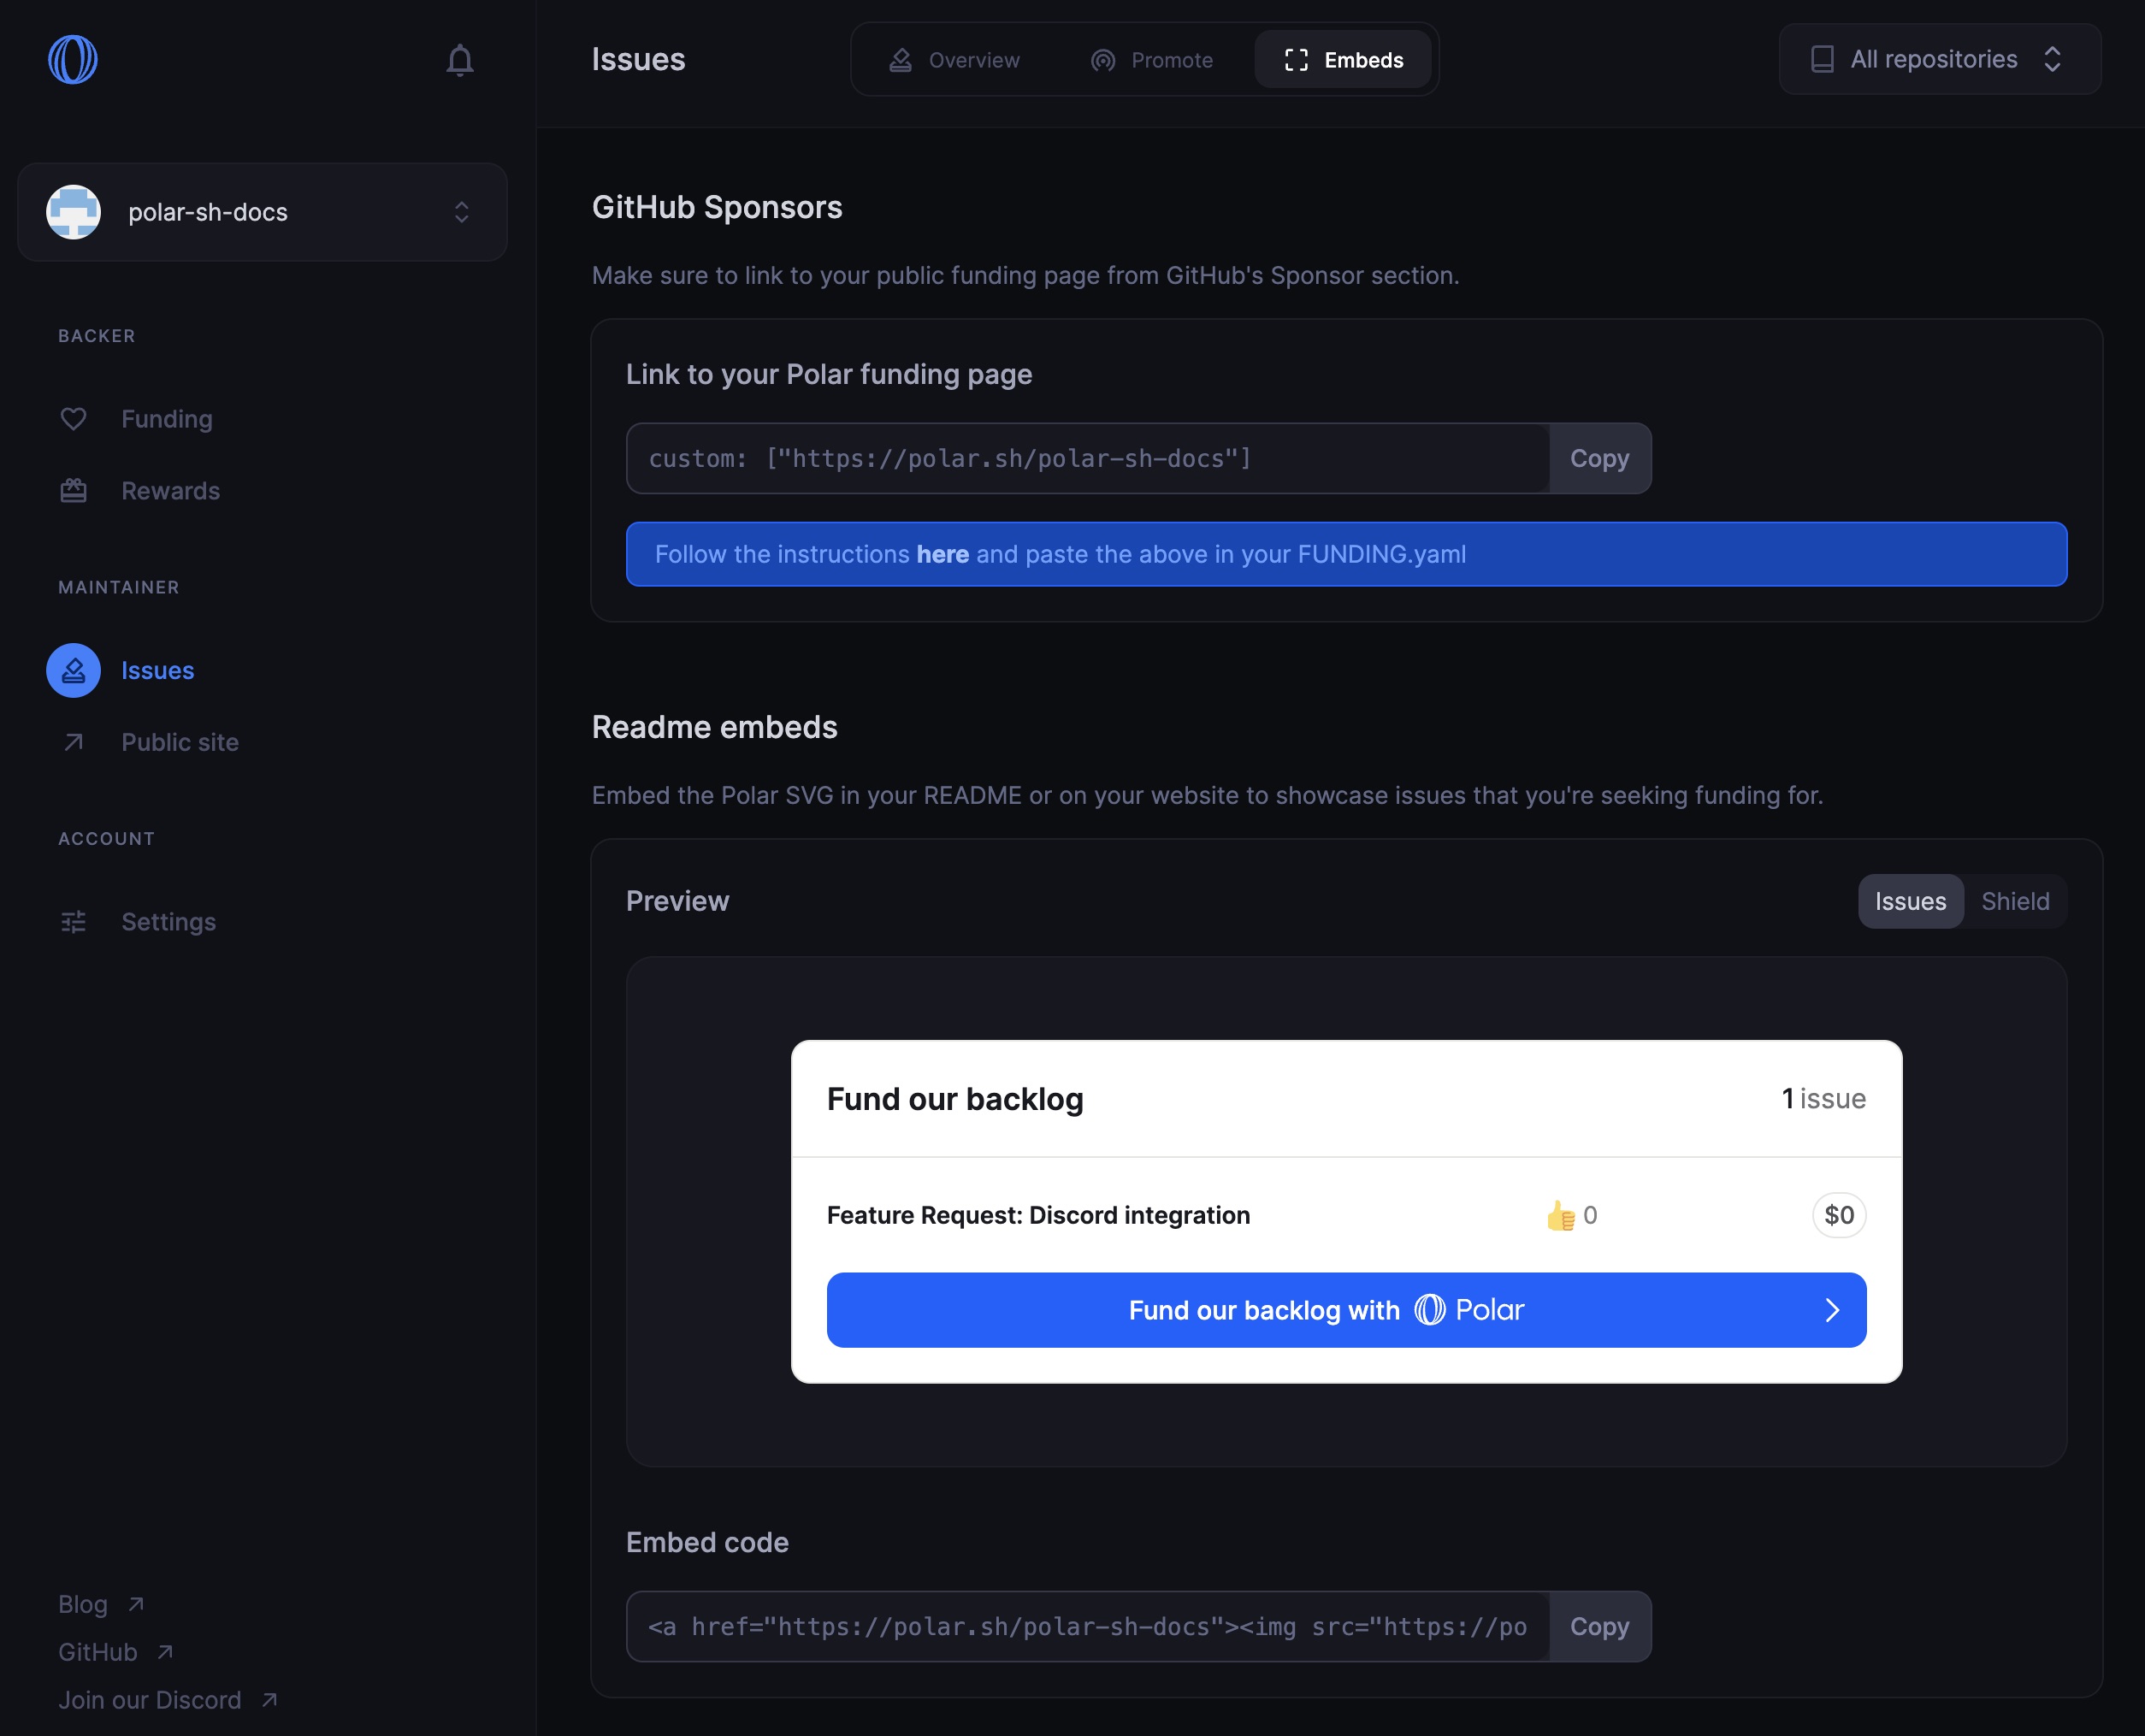 Issues
Overview
Promote
Embeds
All repositories
polar-sh-docs
BACKER
Funding
Rewards
MAINTAINER
Issues
Public site
ACCOUNT
Settings
Blog
GitHub
Join our Discord
GitHub Sponsors
Make sure to link to your public funding page from GitHub's Sponsor section.
Link to your Polar funding page
custom: ["https://polar.sh/polar-sh-docs"]
Copy
Follow the instructions here and paste the above in your FUNDING.yaml
Readme embeds
Embed the Polar SVG in your README or on your website to showcase issues that you're seeking funding for.
Preview
Issues
Shield
Fund our backlog
1 issue
Feature Request: Discord integration
👍 0
$0
Fund our backlog with Polar
Embed code
<a href="https://polar.sh/polar-sh-docs"><img src="https://po
Copy